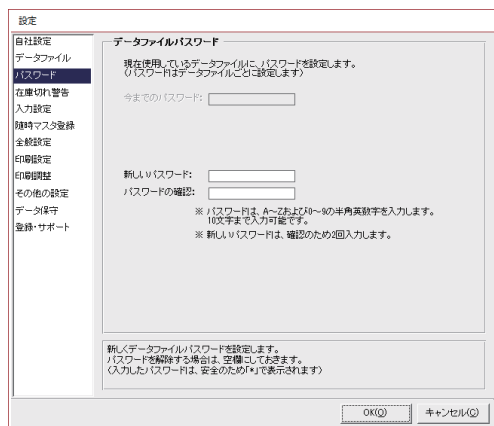 設定
自社設定
データファイル
パスワード
在庫切れ警告
入力設定
随時マスタ登録
全般設定
印刷設定
印刷調整
その他の設定
データ保守
登録・サポート
データファイルパスワード
現在使用しているデータファイルに、パスワードを設定します。
(パスワードはデータファイルごとに設定します)
今までのパスワード:
新しいパスワード:
パスワードの確認:
※ パスワードは、A～Zおよび0～9の半角英数字を入力します。
10文字まで入力可能です。
※ 新しいパスワードは、確認のため2回入力します。
新しくデータファイルパスワードを設定します。
パスワードを解除する場合は、空欄にしておきます。
(入力したパスワードは、安全のため「*」で表示されます)
OK(O) キャンセル(C)